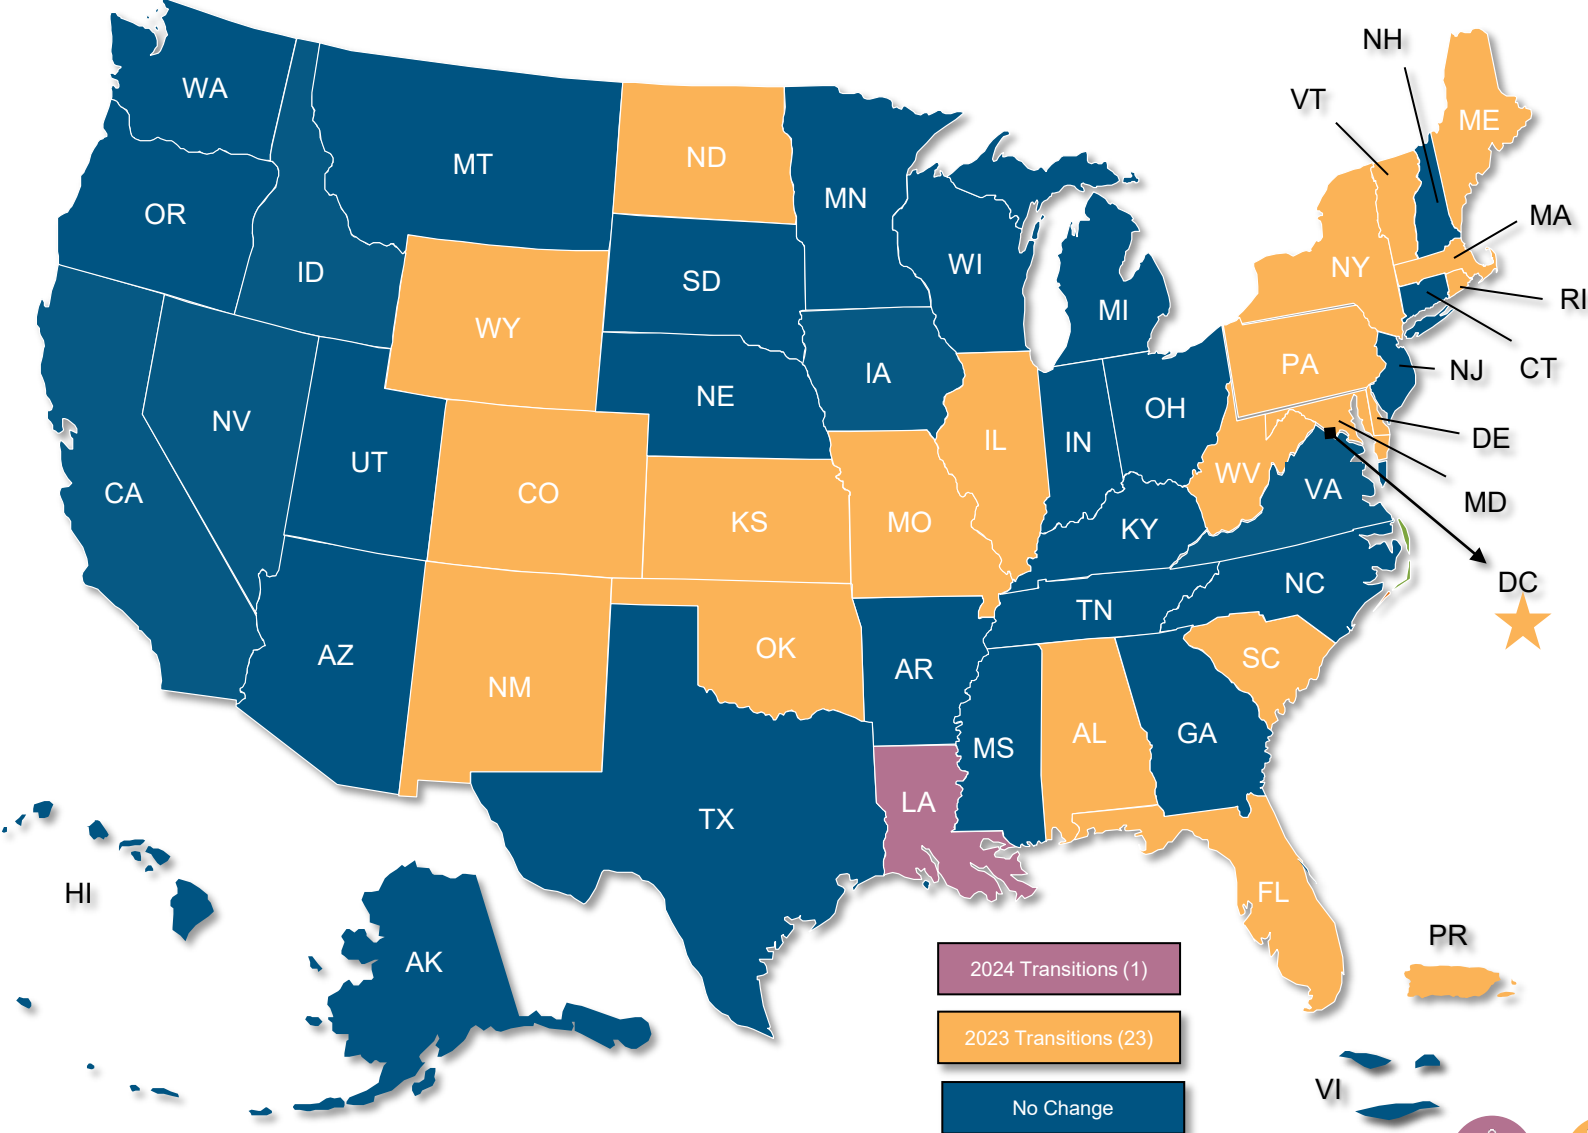 NH
VT
WA
ME
MT
ND
MN
OR
MA
WI
NY
ID
SD
RI
MI
WY
PA
NJ
CT
IA
NE
OH
NV
IL
IN
DE
UT
WV
CA
CO
VA
MD
KS
MO
KY
DC
NC
TN
AZ
OK
SC
AR
NM
MS
AL
GA
LA
TX
HI
FL
PR
AK
2024 Transitions (1)
2023 Transitions (23)
VI
No Change